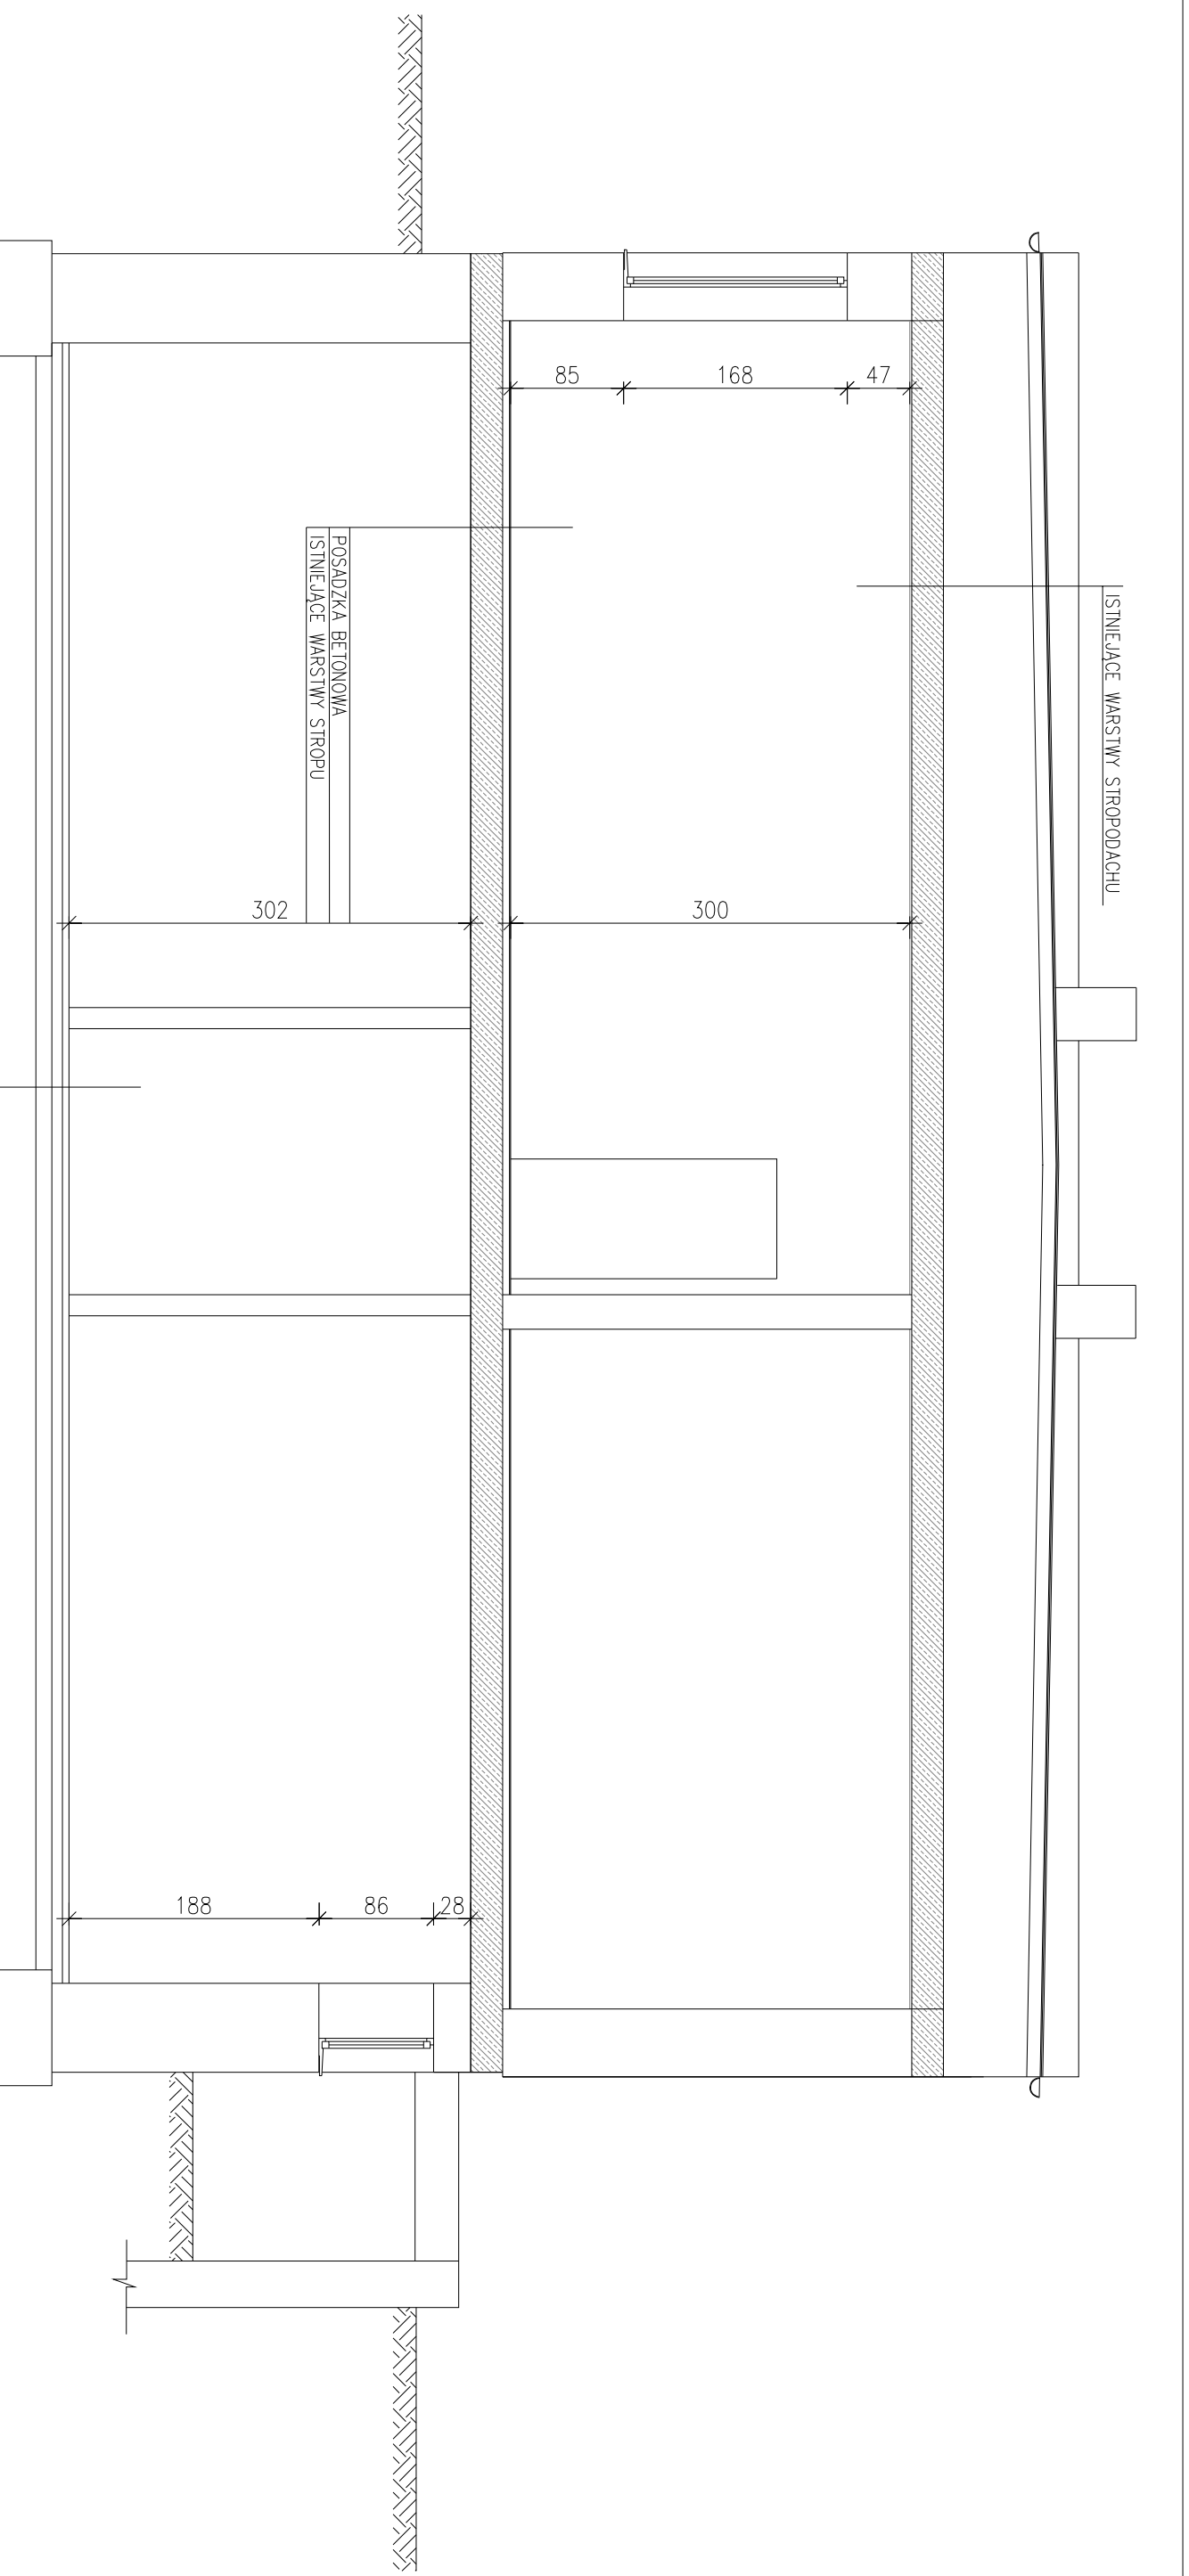 ISTNIEJĄCE WARSTWY STROPODACHU
47
168
85
300
POSADZKA BETONOWA
ISTNIEJĄCE WARSTWY STROPU
302
28
86
188